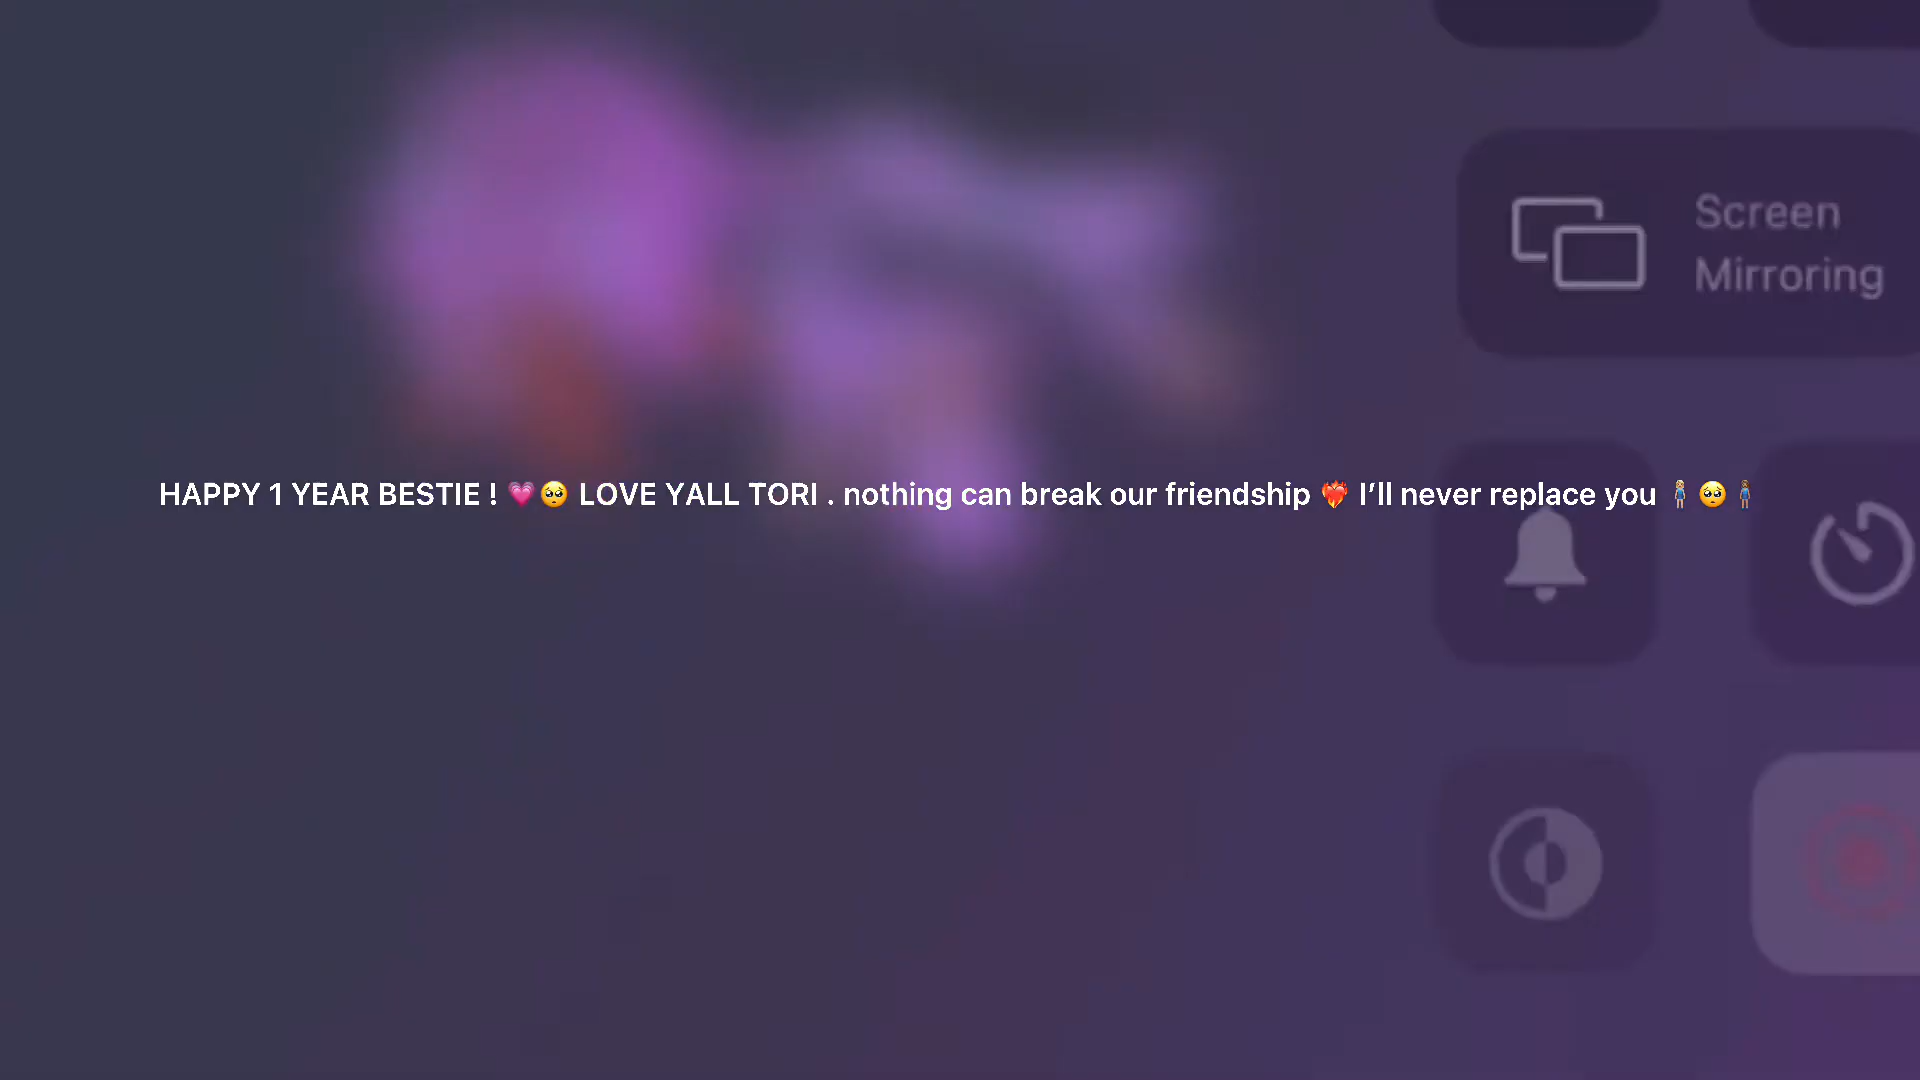 Screen
Mirroring
HAPPY 1 YEAR BESTIE ! 💗🥺 LOVE YALL TORI . nothing can break our friendship ❤️‍🔥 I’ll never replace you 🧍🏼‍♀️🥺🧍🏽‍♀️